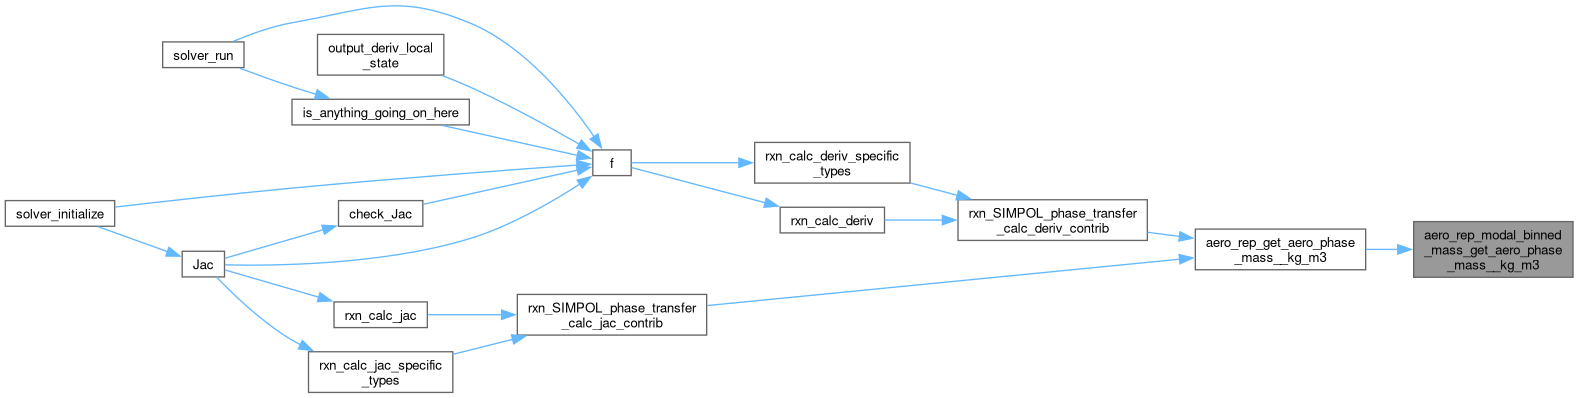 solver_run
output_deriv_local
_state
is_anything_going_on_here
f
rxn_calc_deriv_specific
_types
solver_initialize
check_Jac
rxn_calc_deriv
rxn_SIMPOL_phase_transfer
_calc_deriv_contrib
aero_rep_get_aero_phase
_mass__kg_m3
aero_rep_modal_binned
_mass_get_aero_phase
_mass__kg_m3
Jac
rxn_calc_jac
rxn_SIMPOL_phase_transfer
_calc_jac_contrib
rxn_calc_jac_specific
_types